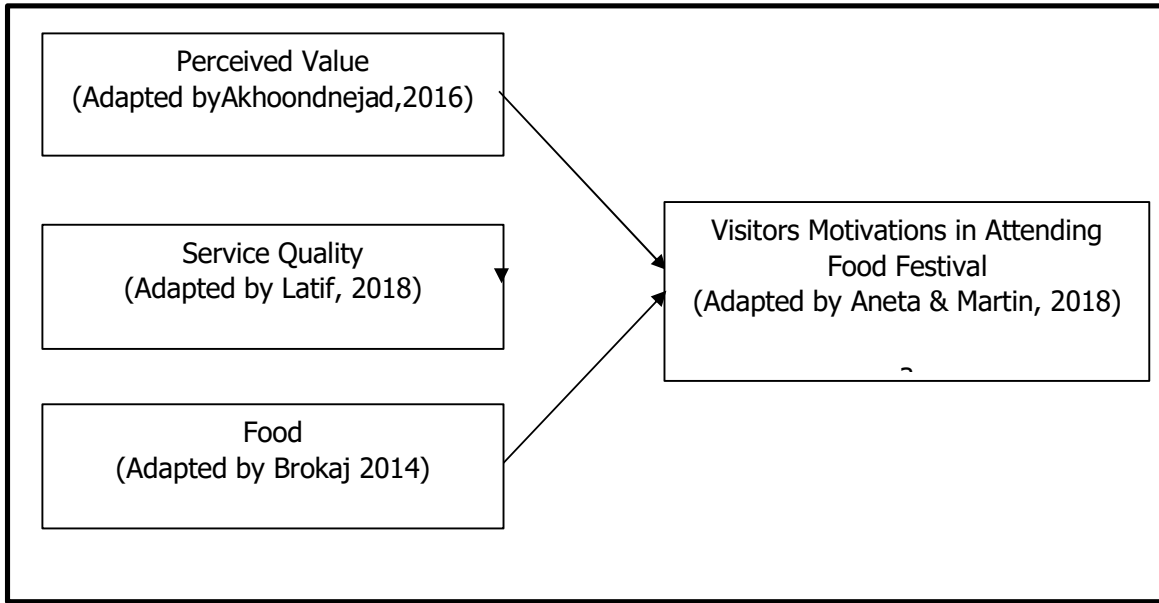 Perceived Value
(Adapted byAkhoondnejad,2016)
Service Quality
(Adapted by Latif, 2018)
Food
(Adapted by Brokaj 2014)
Visitors Motivations in Attending
Food Festival
(Adapted by Aneta & Martin, 2018)